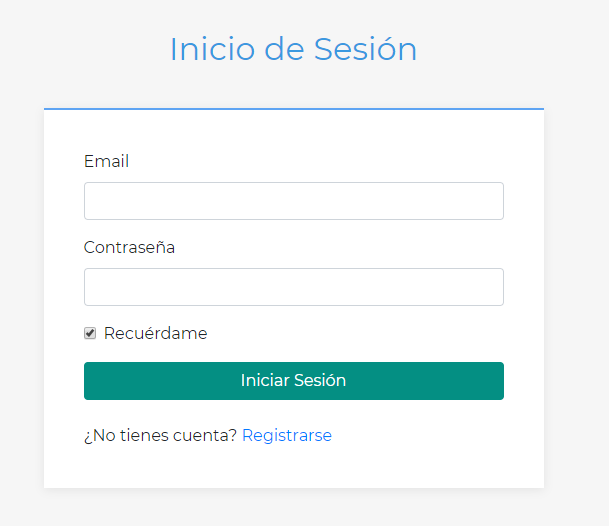 Inicio de Sesión
Email
Contraseña
Recuérdame
Iniciar Sesión
¿No tienes cuenta? Registrarse